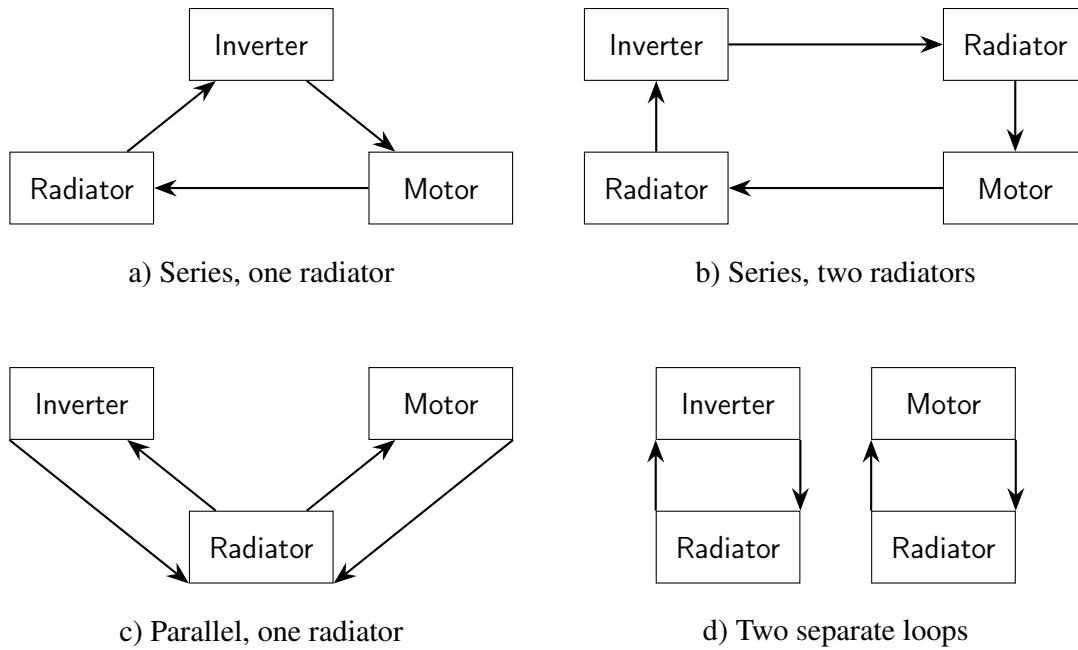 Inverter
Radiator
Motor
a) Series, one radiator
Inverter
Radiator
Radiator
Motor
b) Series, two radiators
Inverter
Motor
Radiator
c) Parallel, one radiator
Inverter
Motor
Radiator
Radiator
d) Two separate loops